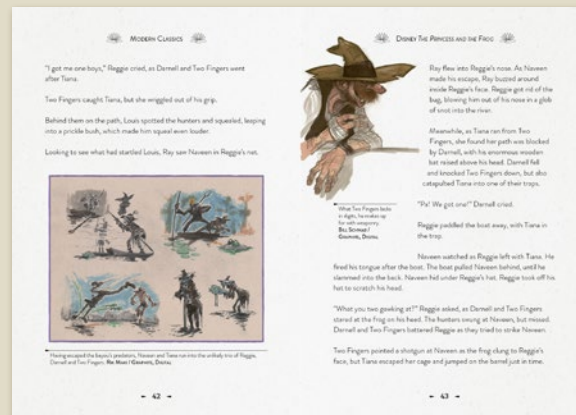 MODERN CLASSICS
"I got me one boys," Reggie cried, as Darnell and Two Fingers went
after Tiana.
Two Fingers caught Tiana, but she wriggled out of his grip.
Behind them on the path, Louis spotted the hunters and squealed, leaping
into a prickle bush, which made him squeal even louder.
Looking to see what had startled Louis, Ray saw Naveen in Reggie's net.
Having escaped the bayou's predators, Naveen and Tiana run into the unlikely trio of Reggie,
Darnell and Two Fingers. / GRAPHITE, DIGITAL
42
DISNEY THE PRINCESS AND THE FROG
Ray flew into Reggie's nose. As Naveen
made his escape, Ray buzzed around
inside Reggie's face. Reggie got rid of the
bug, blowing him out of his nose in a glob
of snot into the river.
Meanwhile, as Tiana ran from Two
Fingers, she found her path was blocked
by Darnell, with his enormous wooden
bat raised above his head. Darnell fell
and knocked Two Fingers down, but also
catapulted Tiana into one of their traps.
"Pa! We got one!" Darnell cried.
Reggie paddled the boat away, with Tiana in
the trap.
What Two Fingers lacks
in digits, he makes up
for with weaponry.
BILL SCHWAB /
GRAPHITE, DIGITAL
Naveen watched as Reggie left with Tiana. He
fired his tongue after the boat. The boat pulled Naveen behind, until he
slammed into the back. Naveen hid under Reggie's hat. Reggie took off his
hat to scratch his head.
"What you two gawking at?" Reggie asked, as Darnell and Two Fingers
stared at the frog on his head. The hunters swung at Naveen, but missed.
Darnell and Two Fingers battered Reggie as they tried to strike Naveen.
Two Fingers pointed a shotgun at Naveen as the frog clung to Reggie's
face, but Tiana escaped her cage and jumped on the barrel just in time.
43